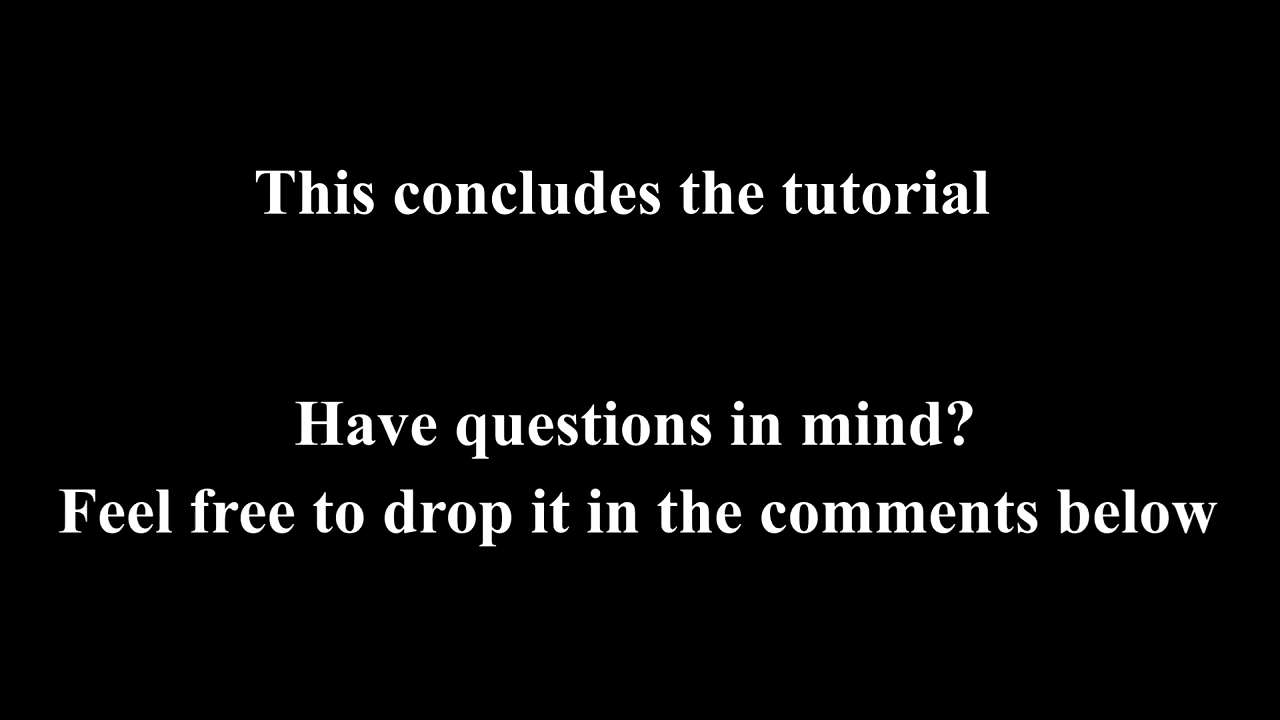 This concludes the tutorial
Have questions in mind?
Feel free to drop it in the comments below